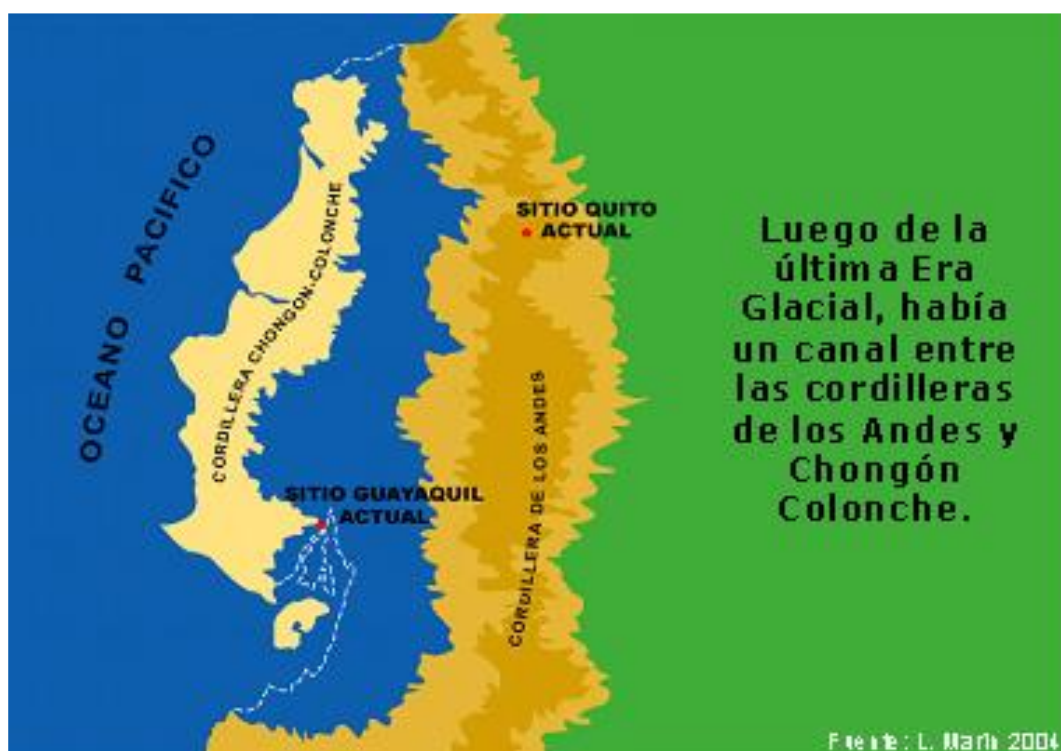 OCEANO PACIFICO
CORDILLERA CHONGON-COLONCHE
SITIO QUITO
ACTUAL
SITIO GUAYAQUIL
ACTUAL
CORDILLERA DE LOS ANDES
Luego de la
última Era
Glacial, había
un canal entre
las cordilleras
de los Andes y
Chongón
Colonche.
Fuente: L. Marín 2004